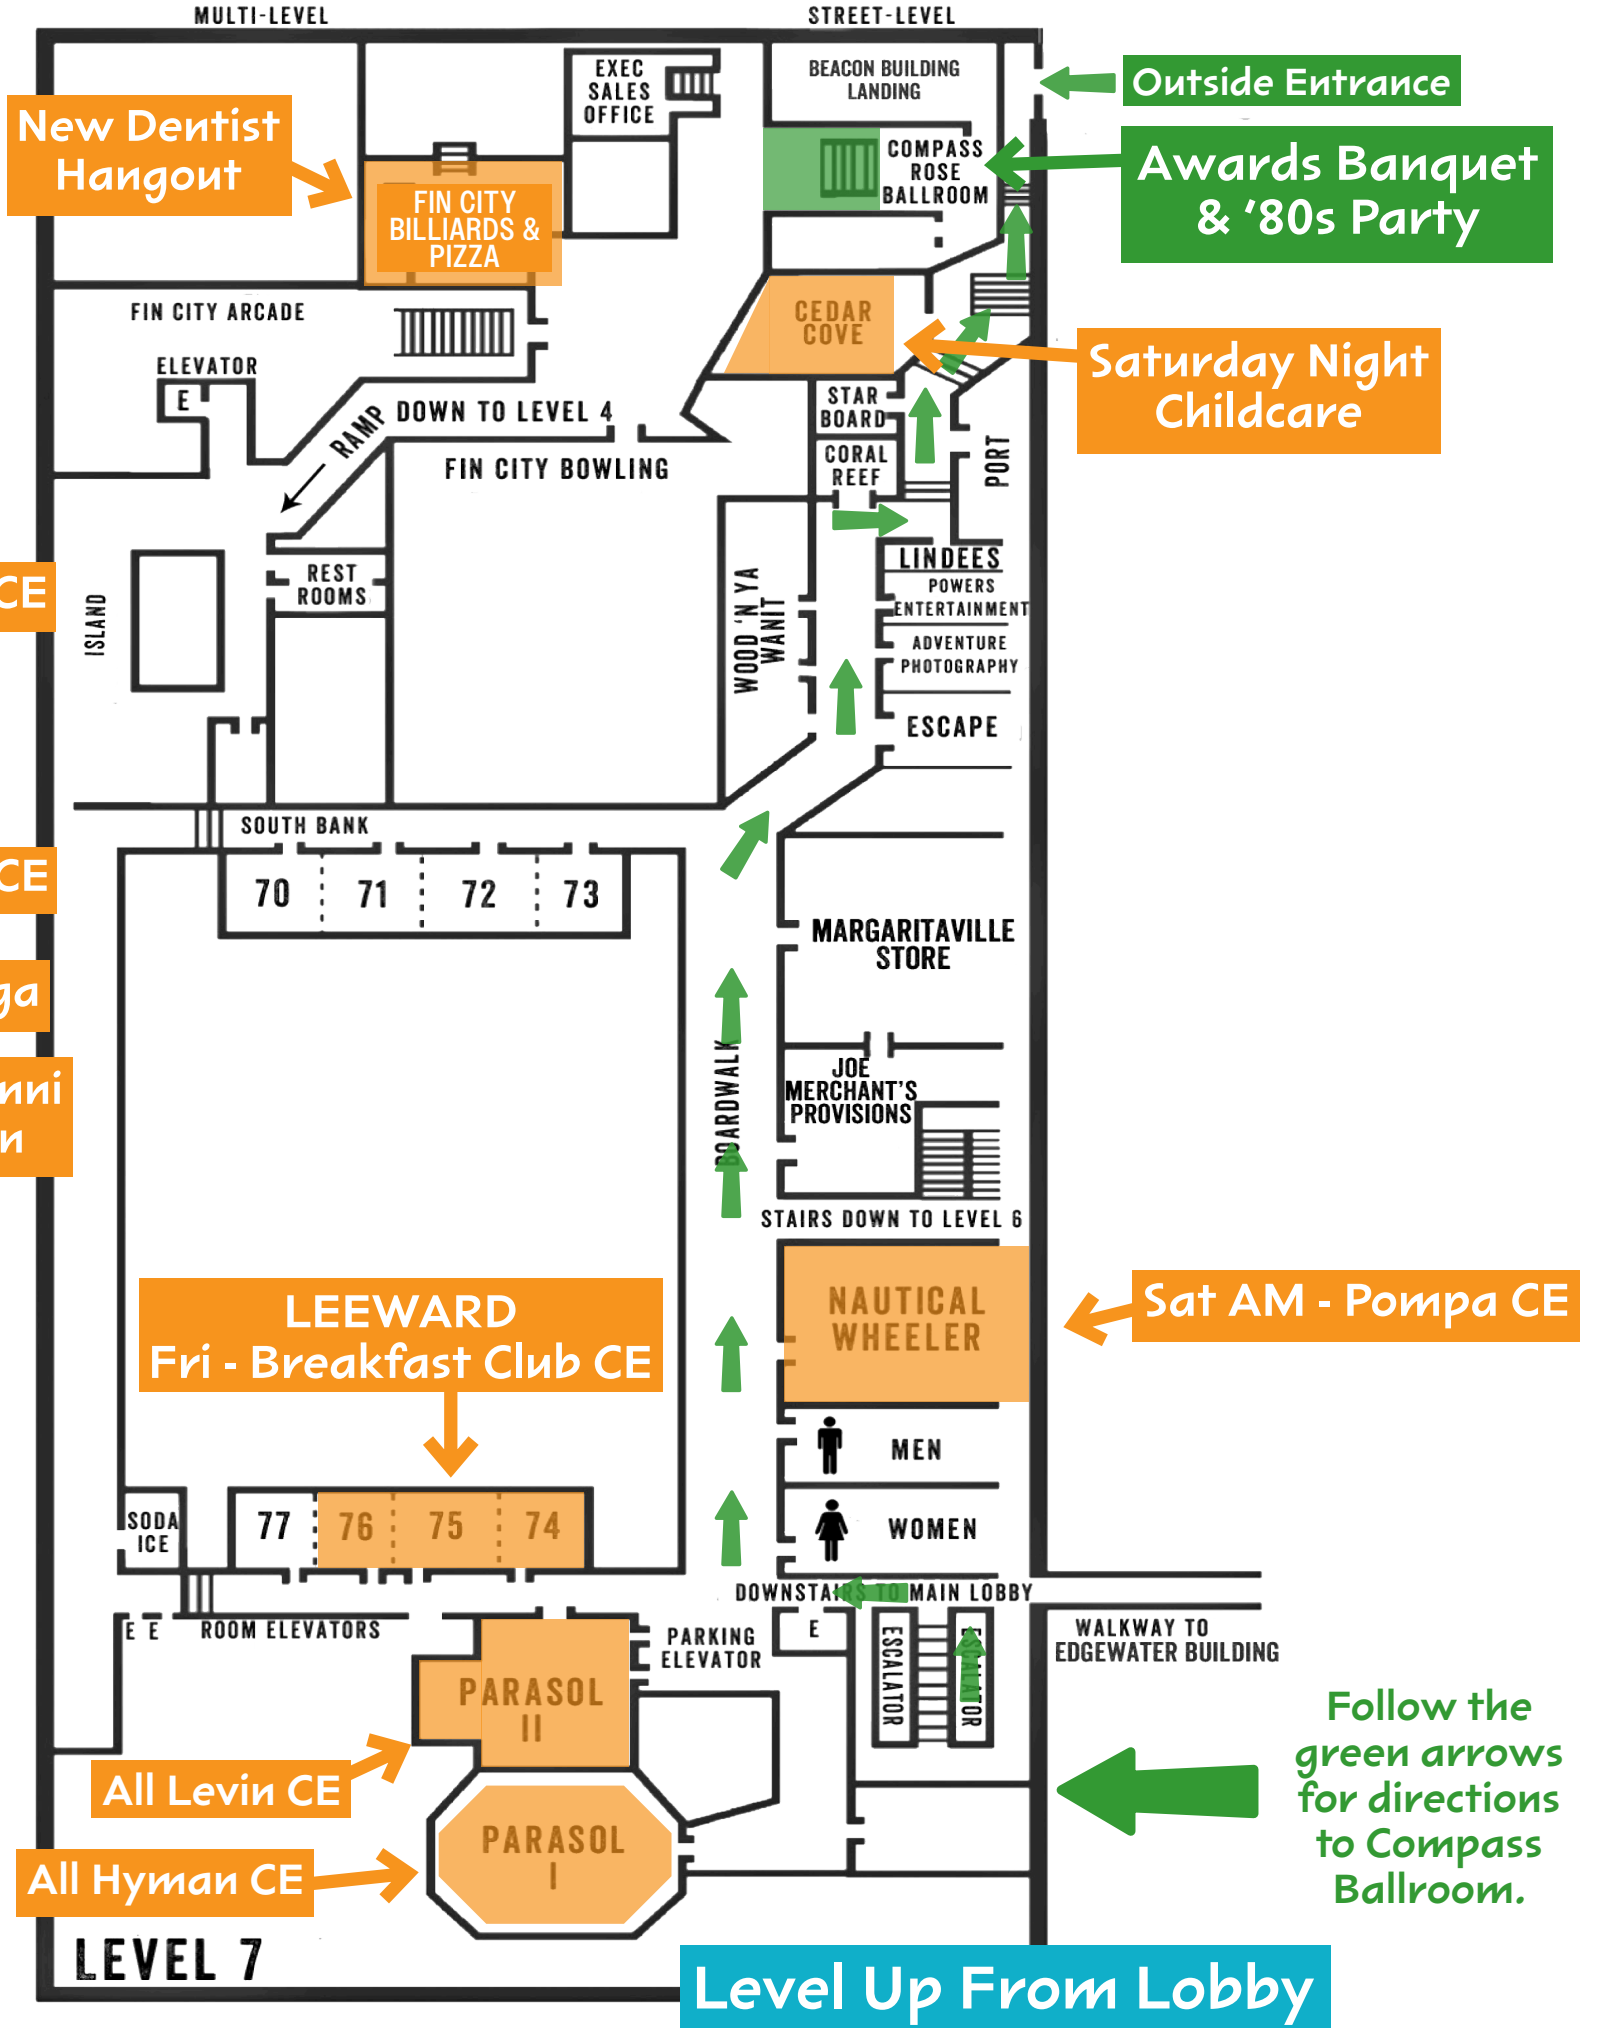 MULTI-LEVEL
STREET-LEVEL
EXEC
SALES
OFFICE
BEACON BUILDING
LANDING
Outside Entrance
New Dentist
Hangout
COMPASS
ROSE
BALLROOM
Awards Banquet
& ‘80s Party
FIN CITY
BILLIARDS &
PIZZA
FIN CITY ARCADE
CEDAR
COVE
Saturday Night
Childcare
ELEVATOR
E
RAMP
DOWN TO LEVEL 4
STAR
BOARD
FIN CITY BOWLING
CORAL
REEF
PORT
LINDEES
POWERS
ENTERTAINMENT
ADVENTURE
PHOTOGRAPHY
ESCAPE
REST
ROOMS
ISLAND
WOOD 'N YA
WANIT
CE
SOUTH BANK
CE
70
71
72
73
MARGARITAVILLE
STORE
ga
nni
n
BOARDWALK
JOE
MERCHANT'S
PROVISIONS
STAIRS DOWN TO LEVEL 6
LEEWARD
Fri - Breakfast Club CE
NAUTICAL
WHEELER
Sat AM - Pompa CE
MEN
WOMEN
SODA
ICE
77
76
75
74
DOWNSTAIRS TO MAIN LOBBY
E E
ROOM ELEVATORS
PARKING
ELEVATOR
E
ESCALATOR
ESCALATOR
WALKWAY TO
EDGEWATER BUILDING
PARASOL
II
All Levin CE
PARASOL
I
All Hyman CE
Follow the
green arrows
for directions
to Compass
Ballroom.
LEVEL 7
Level Up From Lobby